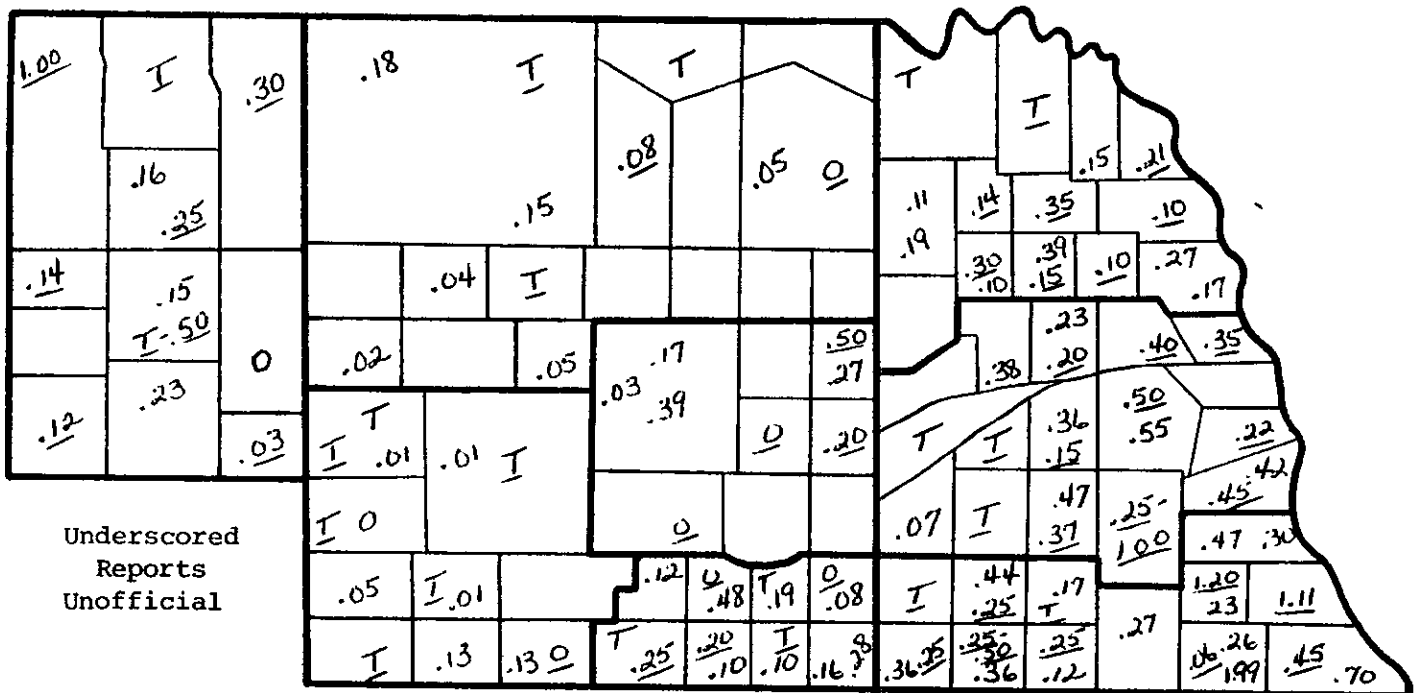 1.00 T .30 .18 T T T
T
.08 .05 0 .15 .21
.16 .11 .14 .35 .10
.25 .15 .19
.14 .15 .04 T .30 .10 .39 .15 .10 .27 .17
T-.50
0 .02 .05 .17 .50 .27 .38 .23 .20 .40 .35
.12 .23 .03 .39
.03 T .01 .01 T 0 .20 T T .36 .15 .50 .55 .22
T .42 .45
T 0 0 .07 T .47 .37 .25- 1.00 .47 .30
Underscored
Reports
Unofficial
.05 T .01 .12 0 .48 T .19 0 .08 T .44 .25 .17 T .27 1.20 23 1.11
T .13 .13 0 T .25 .20 .10 T .10 .16 .36 .25 .36 .25 .12 .06 .26 1.99 .45 .70